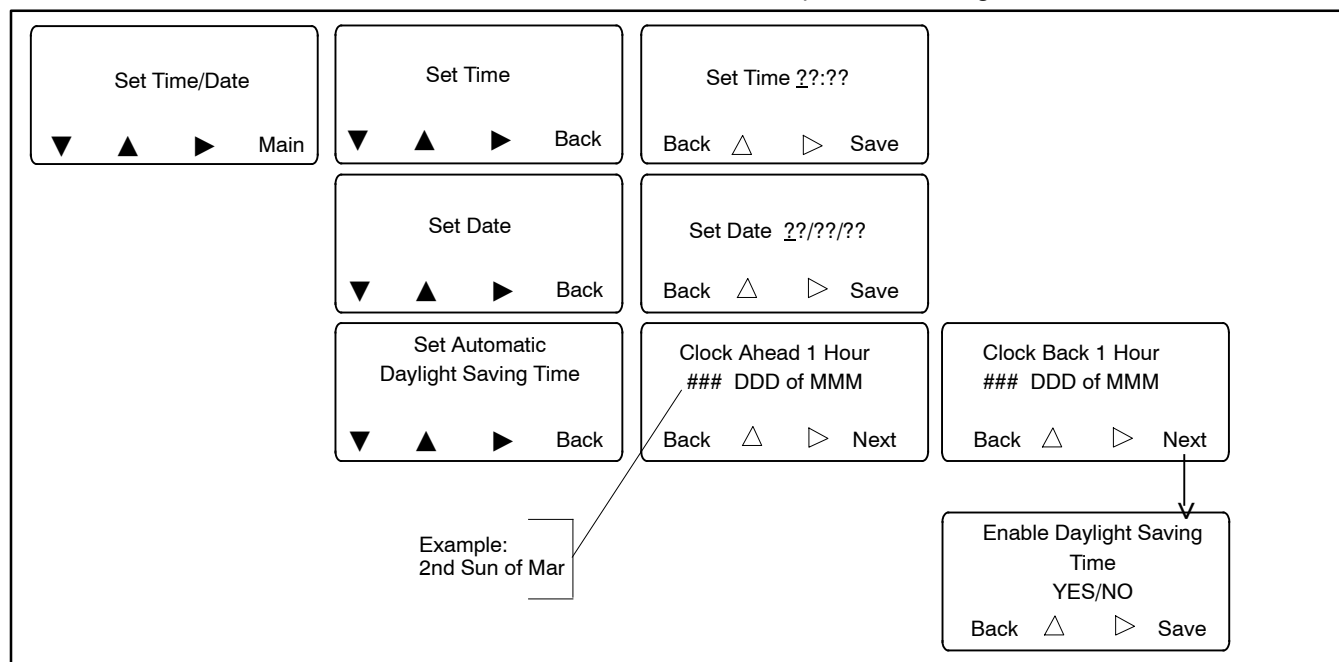 Set Time/Date
▼ ▲ ▶ Main
Set Time
▼ ▲ ▶ Back
Set Time ??:??
Back △ ▷ Save
Set Date
▼ ▲ ▶ Back
Set Date ??/??/??
Back △ ▷ Save
Set Automatic
Daylight Saving Time
▼ ▲ ▶ Back
Clock Ahead 1 Hour
### DDD of MMM
Back △ ▷ Next
Clock Back 1 Hour
### DDD of MMM
Back △ ▷ Next
Example:
2nd Sun of Mar
Enable Daylight Saving
Time
YES/NO
Back △ ▷ Save